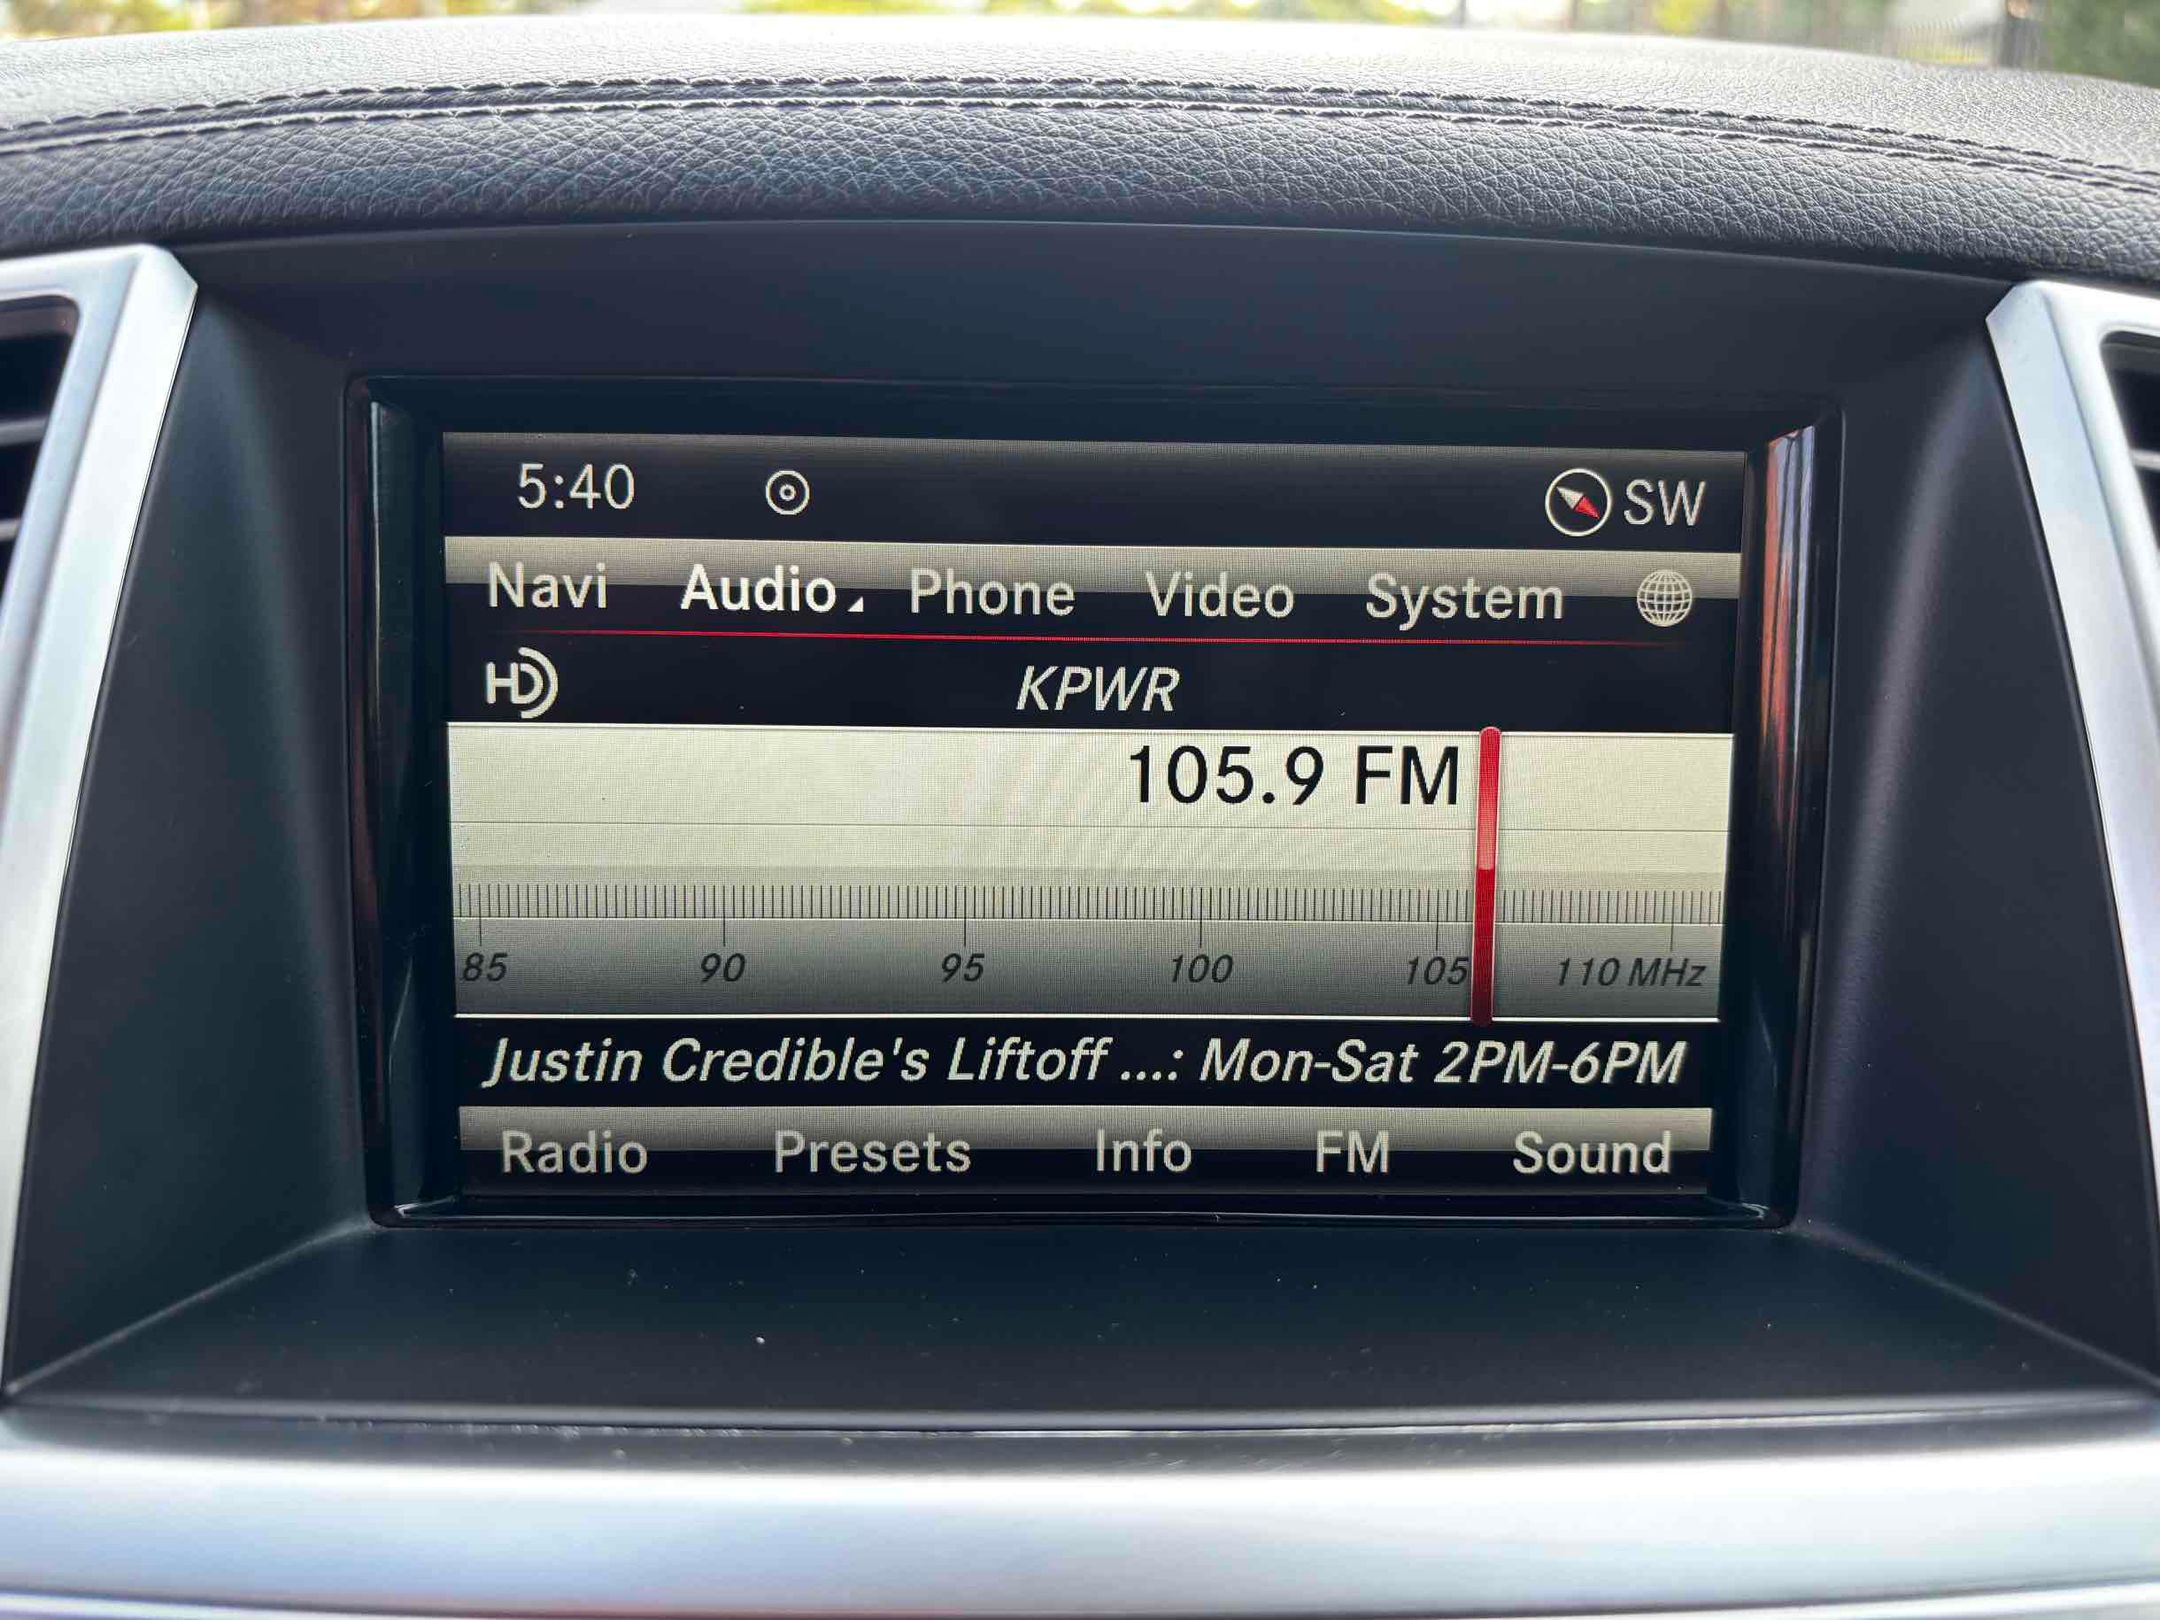 5:40 SW
Navi Audio Phone Video System
HD KPWR
105.9 FM
85 90 95 100 105 110 MHz
Justin Credible's Liftoff ...: Mon-Sat 2PM-6PM
Radio Presets Info FM Sound